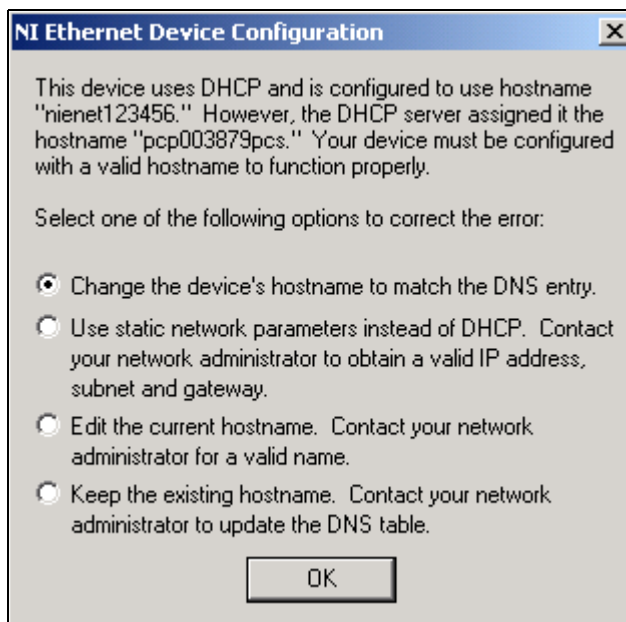 NI Ethernet Device Configuration
This device uses DHCP and is configured to use hostname
"nienet123456." However, the DHCP server assigned it the
hostname "pcp003879pcs." Your device must be configured
with a valid hostname to function properly.
Select one of the following options to correct the error:
Change the device's hostname to match the DNS entry.
Use static network parameters instead of DHCP. Contact
your network administrator to obtain a valid IP address,
subnet and gateway.
Edit the current hostname. Contact your network
administrator for a valid name.
Keep the existing hostname. Contact your network
administrator to update the DNS table.
OK